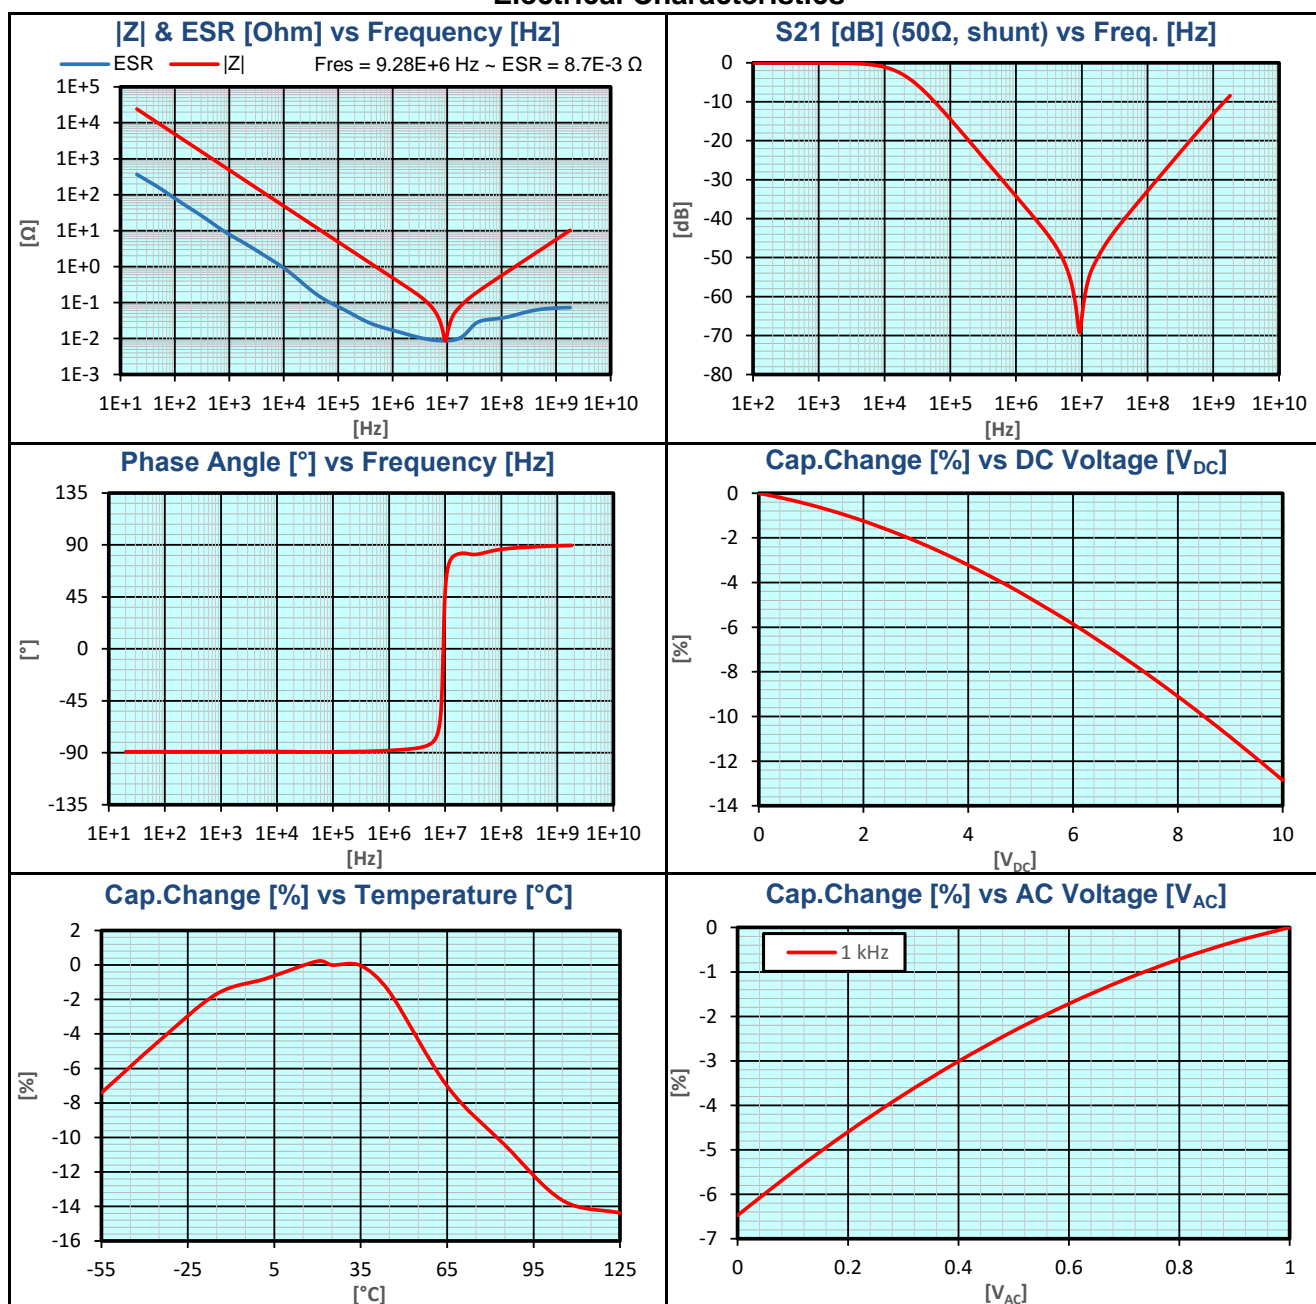 Electrical Characteristics
|Z| & ESR [Ohm] vs Frequency [Hz]
ESR |Z| Fres = 9.28E+6 Hz ~ ESR = 8.7E-3 Ω
1E+5
1E+4
1E+3
1E+2
1E+1
1E+0
1E-1
1E-2
1E-3
[Ω]
1E+1 1E+2 1E+3 1E+4 1E+5 1E+6 1E+7 1E+8 1E+9 1E+10
[Hz]
S21 [dB] (50Ω, shunt) vs Freq. [Hz]
0
-10
-20
-30
-40
-50
-60
-70
-80
[dB]
1E+2 1E+3 1E+4 1E+5 1E+6 1E+7 1E+8 1E+9 1E+10
[Hz]
Phase Angle [°] vs Frequency [Hz]
135
90
45
0
-45
-90
-135
[°]
1E+1 1E+2 1E+3 1E+4 1E+5 1E+6 1E+7 1E+8 1E+9 1E+10
[Hz]
Cap.Change [%] vs DC Voltage [VDC]
0
-2
-4
-6
-8
-10
-12
-14
[%]
0 2 4 6 8 10
[VDC]
Cap.Change [%] vs Temperature [°C]
2
0
-2
-4
-6
-8
-10
-12
-14
-16
[%]
-55 -25 5 35 65 95 125
[°C]
Cap.Change [%] vs AC Voltage [VAC]
1 kHz
0
-1
-2
-3
-4
-5
-6
-7
[%]
0 0.2 0.4 0.6 0.8 1
[VAC]